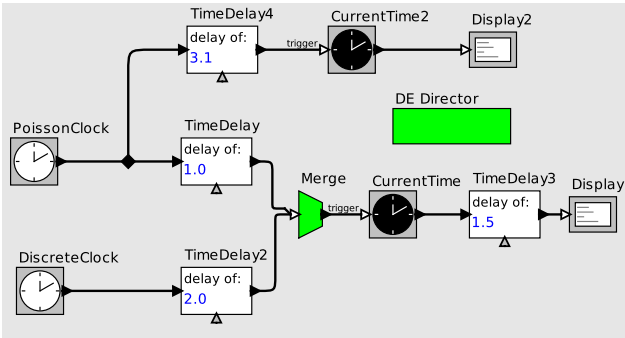 TimeDelay4
delay of:
3.1
trigger
CurrentTime2
Display2
DE Director
PoissonClock
TimeDelay
delay of:
1.0
Merge
trigger
CurrentTime
TimeDelay3
delay of:
1.5
Display
DiscreteClock
TimeDelay2
delay of:
2.0